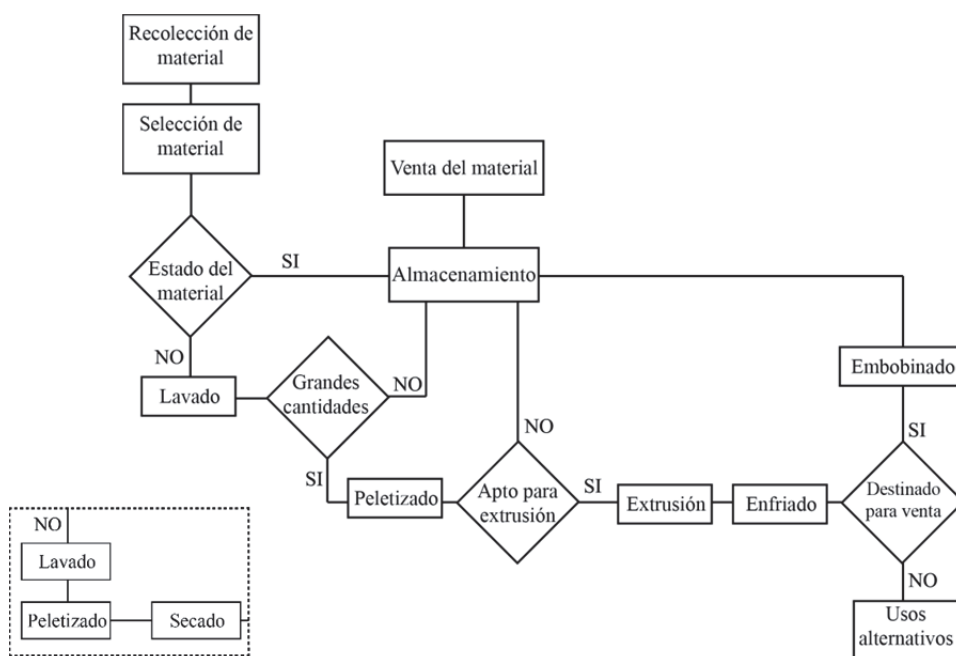 Recolección de
material
Selección de
material
Venta del material
Estado del
material
SI
Almacenamiento
NO
Lavado
Grandes
cantidades
NO
Embobinado
SI
Peletizado
NO
Apto para
extrusión
SI
Extrusión
Enfriado
SI
Destinado
para venta
NO
Usos
alternativos
NO
Lavado
Peletizado
Secado